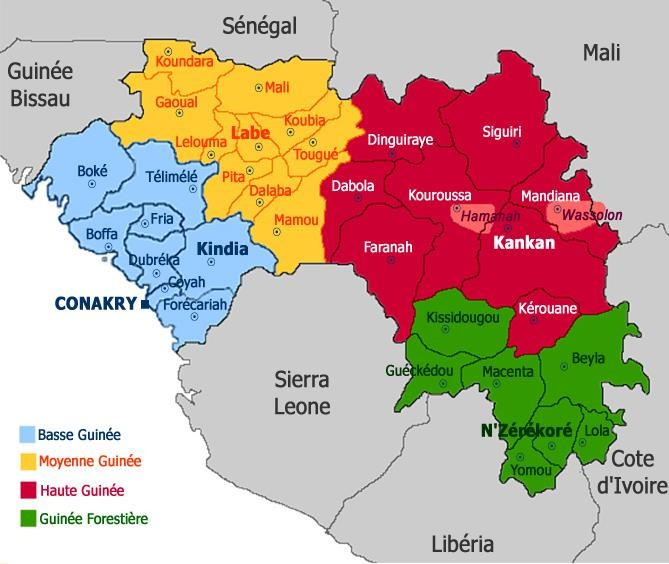 Sénégal
Mali
Guinée
Bissau
Koundara
Mali
Gaoual
Koubia
Labe
Lelouma
Tougué
Dinguiraye
Siguiri
Boké
Télimélé
Pita
Dalaba
Dabola
Kouroussa
Mandiana
Hamanah
Wassolon
Fria
Boffa
Mamou
Kindia
Faranah
Kankan
Dubréka
Coyah
CONAKRY
Forécariah
Kissidougou
Kérouane
Guéckédou
Macenta
Beyla
Sierra
Leone
N'Zérékoré
Lola
Yomou
Cote
d'Ivoire
Libéria
Basse Guinée
Moyenne Guinée
Haute Guinée
Guinée Forestière